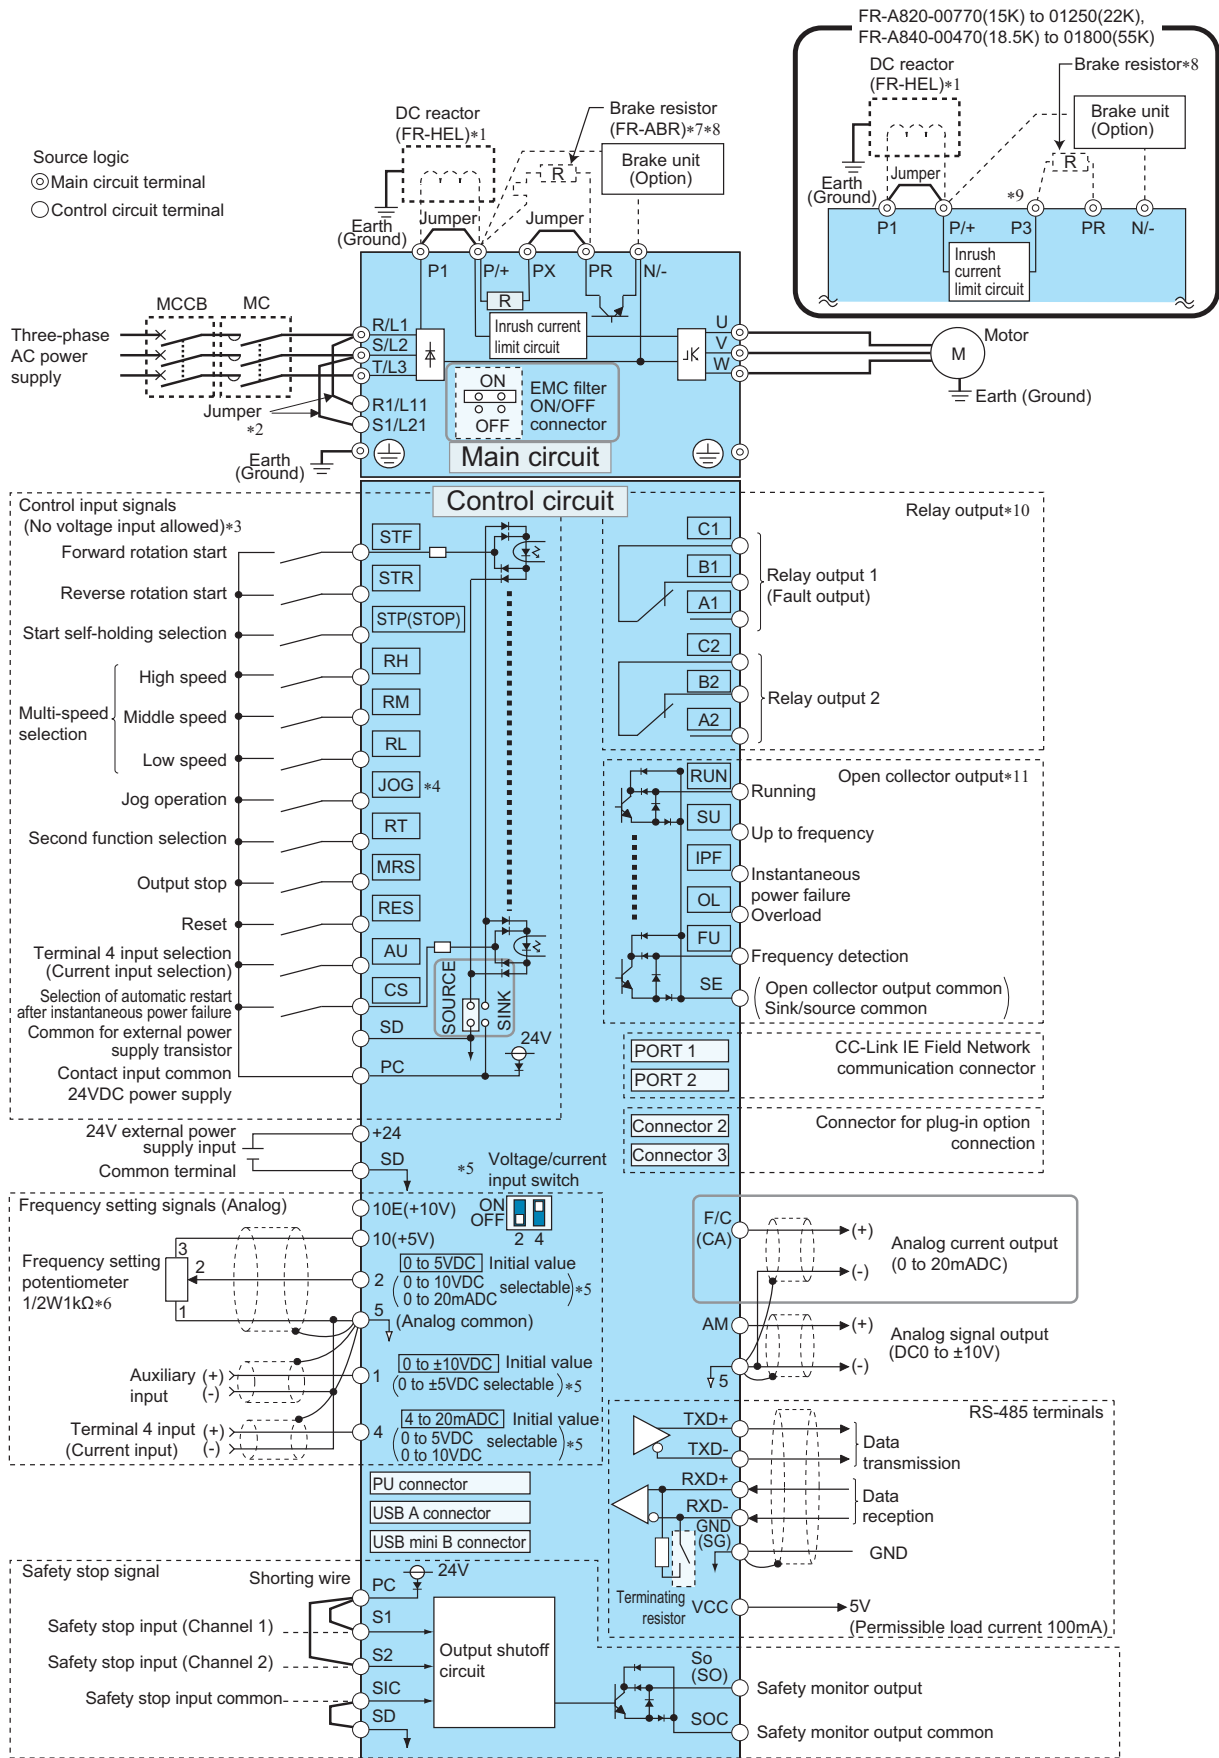 FR-A820-00770(15K) to 01250(22K),
FR-A840-00470(18.5K) to 01800(55K)
DC reactor
(FR-HEL)*1
Brake resistor*8
Brake unit
(Option)
R
Earth
(Ground)
Jumper
*9
P1
P/+
P3
PR
N/-
Inrush
current
limit circuit
Source logic
Main circuit terminal
Control circuit terminal
DC reactor
(FR-HEL)*1
Brake resistor
(FR-ABR)*7*8
Brake unit
(Option)
R
Earth
(Ground)
Jumper
Jumper
P1
P/+
PX
PR
N/-
R
Inrush current
limit circuit
MCCB
MC
Three-phase
AC power
supply
R/L1
S/L2
T/L3
R1/L11
S1/L21
Jumper
*2
Earth
(Ground)
ON
OFF
EMC filter
ON/OFF
connector
U
V
W
Motor
M
Earth (Ground)
Main circuit
Control circuit
Control input signals
(No voltage input allowed)*3
Forward rotation start
STF
Reverse rotation start
STR
Start self-holding selection
STP(STOP)
Multi-speed
selection
High speed
RH
Middle speed
RM
Low speed
RL
Jog operation
JOG *4
Second function selection
RT
Output stop
MRS
Reset
RES
Terminal 4 input selection
(Current input selection)
AU
Selection of automatic restart
after instantaneous power failure
CS
Common for external power
supply transistor
SD
Contact input common
24VDC power supply
PC
SOURCE
SINK
24V
Relay output*10
C1
B1
A1
Relay output 1
(Fault output)
C2
B2
A2
Relay output 2
Open collector output*11
RUN
Running
SU
Up to frequency
IPF
Instantaneous
power failure
OL
Overload
FU
Frequency detection
SE
Open collector output common
Sink/source common
PORT 1
PORT 2
CC-Link IE Field Network
communication connector
Connector 2
Connector 3
Connector for plug-in option
connection
24V external power
supply input
+24
Common terminal
SD
*5
Voltage/current
input switch
ON
OFF
2 4
Frequency setting signals (Analog)
10E(+10V)
10(+5V)
Frequency setting
potentiometer
1/2W1kΩ*6
3
2
1
2
0 to 5VDC Initial value
(0 to 10VDC
0 to 20mADC selectable)*5
5
(Analog common)
Auxiliary
input
(+)
(-)
1
0 to ±10VDC Initial value
(0 to ±5VDC selectable)*5
Terminal 4 input
(Current input)
(+)
(-)
4
4 to 20mADC Initial value
(0 to 5VDC
0 to 10VDC selectable)*5
F/C
(CA)
(+)
(-)
Analog current output
(0 to 20mADC)
AM
(+)
(-)
5
Analog signal output
(DC0 to ±10V)
RS-485 terminals
TXD+
TXD-
Data
transmission
RXD+
RXD-
Data
reception
GND
(SG)
GND
Terminating
resistor
VCC
5V
(Permissible load current 100mA)
PU connector
USB A connector
USB mini B connector
Safety stop signal
Shorting wire
PC
24V
Safety stop input (Channel 1)
S1
Safety stop input (Channel 2)
S2
Safety stop input common
SIC
SD
Output shutoff
circuit
So
(SO)
Safety monitor output
SOC
Safety monitor output common